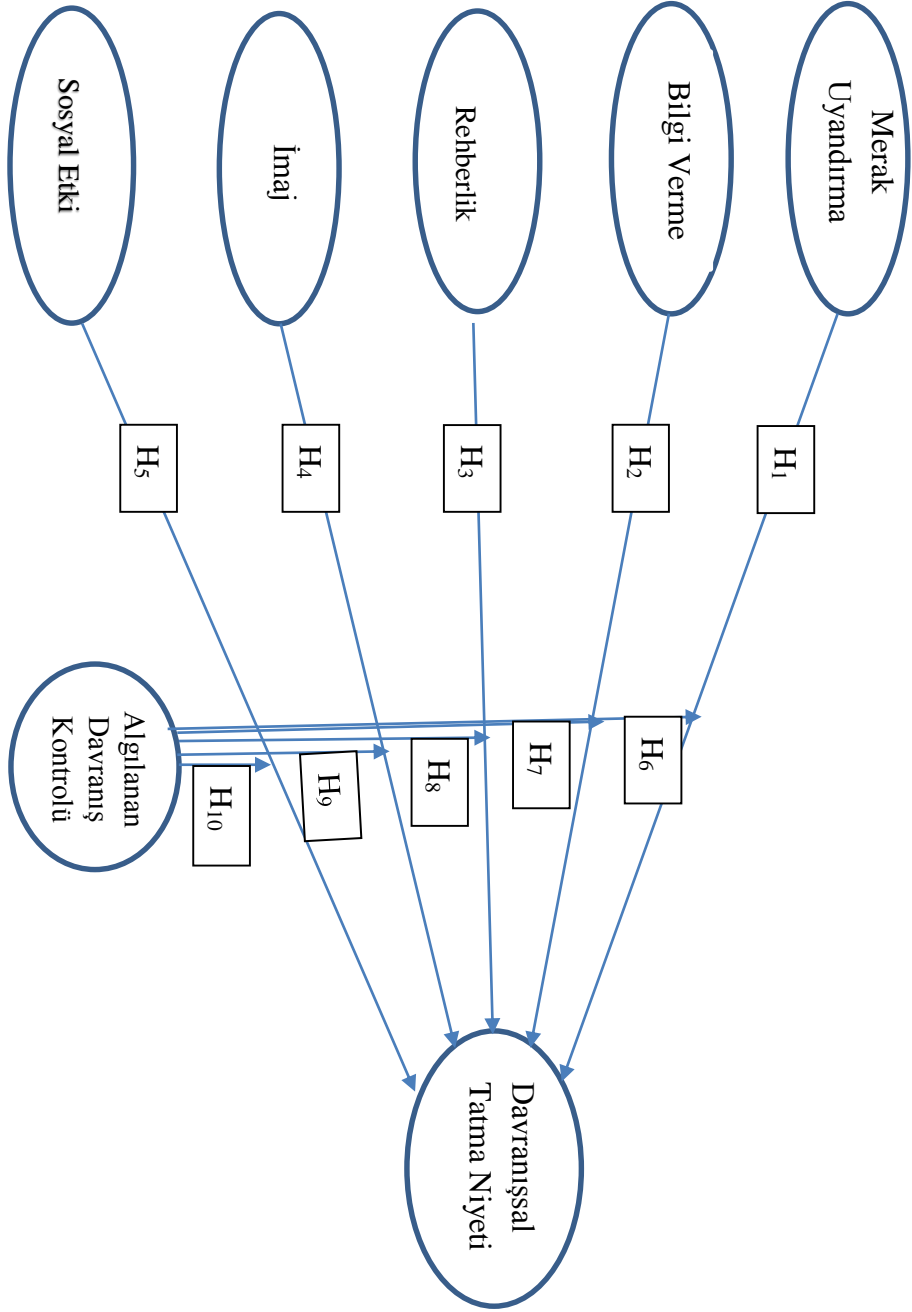 Merak
Uyandırma
Bilgi Verme
Rehberlik
İmaj
Sosyal Etki
H1
H2
H3
H4
H5
H6
H7
H8
H9
H10
Algılanan
Davranış
Kontrolü
Davranışsal
Tatma Niyeti